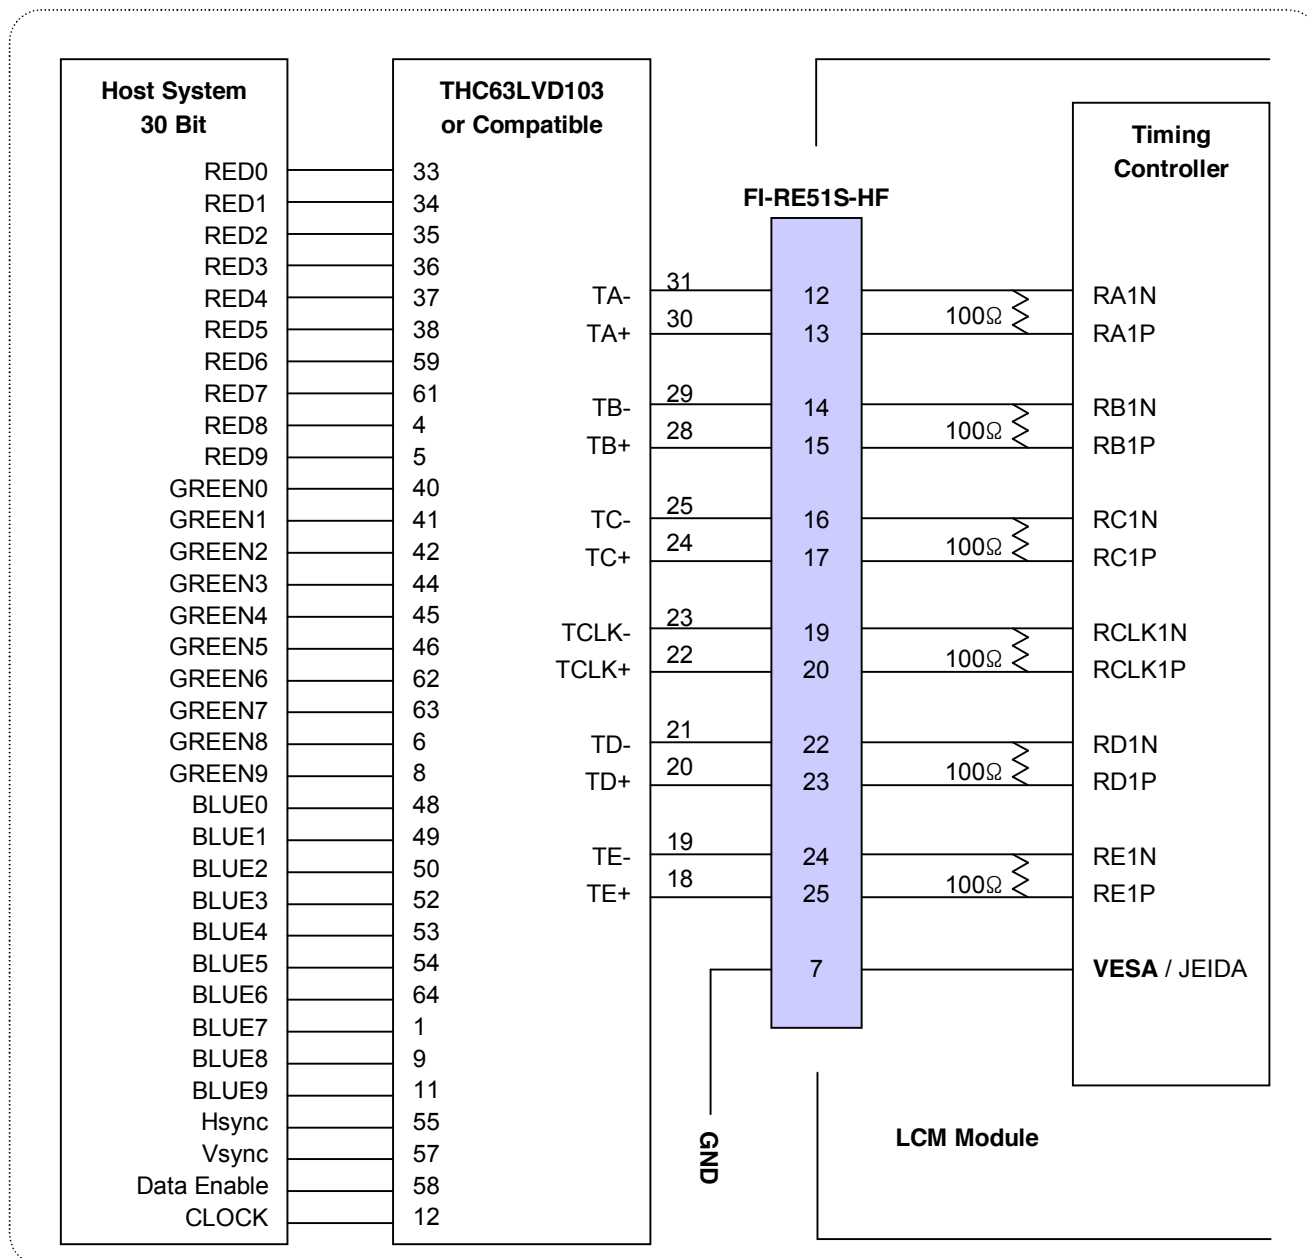 Host System
30 Bit
RED0
RED1
RED2
RED3
RED4
RED5
RED6
RED7
RED8
RED9
GREEN0
GREEN1
GREEN2
GREEN3
GREEN4
GREEN5
GREEN6
GREEN7
GREEN8
GREEN9
BLUE0
BLUE1
BLUE2
BLUE3
BLUE4
BLUE5
BLUE6
BLUE7
BLUE8
BLUE9
Hsync
Vsync
Data Enable
CLOCK
THC63LVD103
or Compatible
33
34
35
36
37
38
59
61
4
5
40
41
42
44
45
46
62
63
6
8
48
49
50
52
53
54
64
1
9
11
55
57
58
12
TA-
TA+
TB-
TB+
TC-
TC+
TCLK-
TCLK+
TD-
TD+
TE-
TE+
31
30
29
28
25
24
23
22
21
20
19
18
GND
FI-RE51S-HF
12
13
14
15
16
17
19
20
22
23
24
25
7
100Ω
100Ω
100Ω
100Ω
100Ω
100Ω
Timing
Controller
RA1N
RA1P
RB1N
RB1P
RC1N
RC1P
RCLK1N
RCLK1P
RD1N
RD1P
RE1N
RE1P
VESA / JEIDA
LCM Module